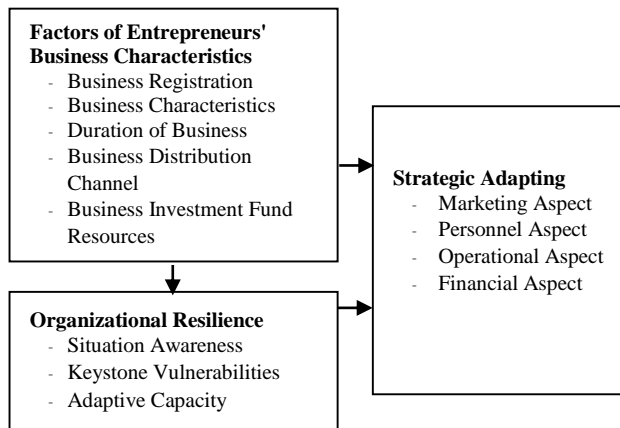 Factors of Entrepreneurs'
Business Characteristics
- Business Registration
- Business Characteristics
- Duration of Business
- Business Distribution
Channel
- Business Investment Fund
Resources
Organizational Resilience
- Situation Awareness
- Keystone Vulnerabilities
- Adaptive Capacity
Strategic Adapting
- Marketing Aspect
- Personnel Aspect
- Operational Aspect
- Financial Aspect